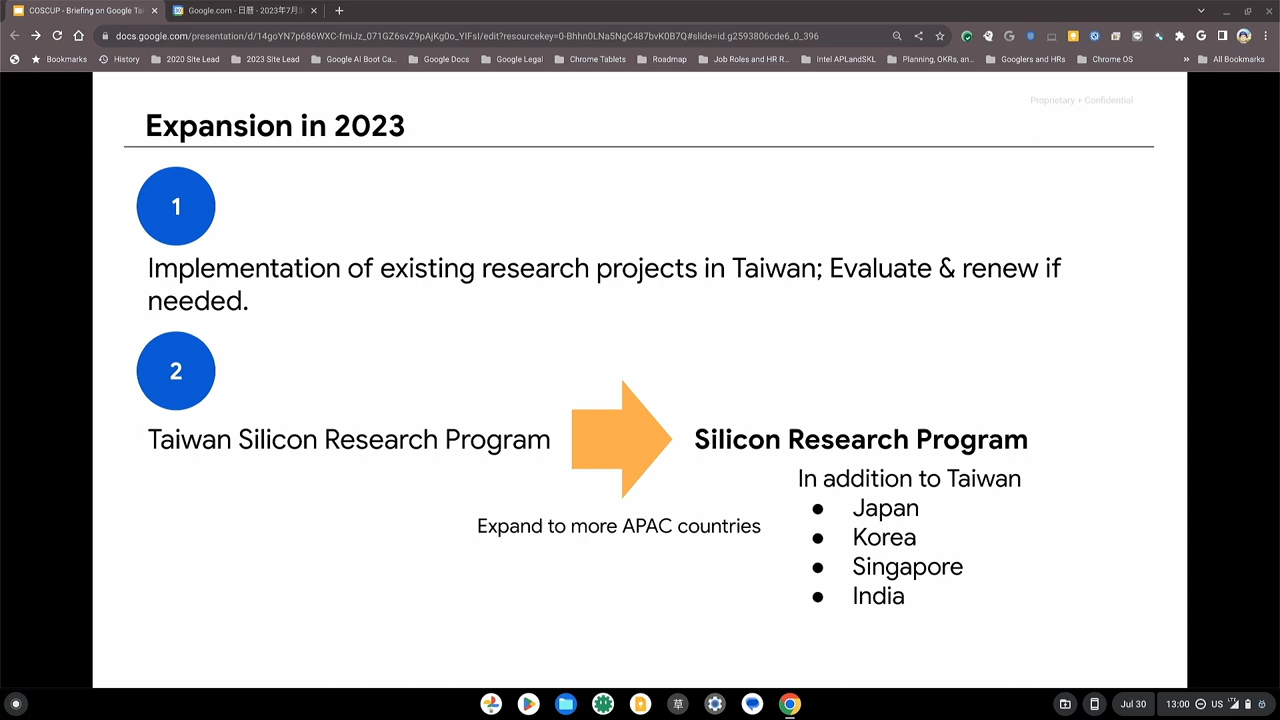 COSCUP - Briefing on Google Tai
Google.com - 日曆 - 2023年7月3
docs.google.com/presentation/d/14goYN7p686WXC-fmiJz_071GZ6svZ9pAjKg0o_YIFsI/edit?resourcekey=0-Bhhn0LNa5NgC487bvK0B7Q#slide=id.g2593806cde6_0_396
Bookmarks
History
2020 Site Lead
2023 Site Lead
Google AI Boot Ca...
Google Docs
Google Legal
Chrome Tablets
Roadmap
Job Roles and HR R...
Intel APLandSKL
Planning, OKRs, an...
Googlers and HRs
Chrome OS
All Bookmarks
Proprietary + Confidential
Expansion in 2023
1
Implementation of existing research projects in Taiwan; Evaluate & renew if
needed.
2
Taiwan Silicon Research Program
Silicon Research Program
In addition to Taiwan
● Japan
Expand to more APAC countries
● Korea
● Singapore
● India
草
Jul 30
13:00
US